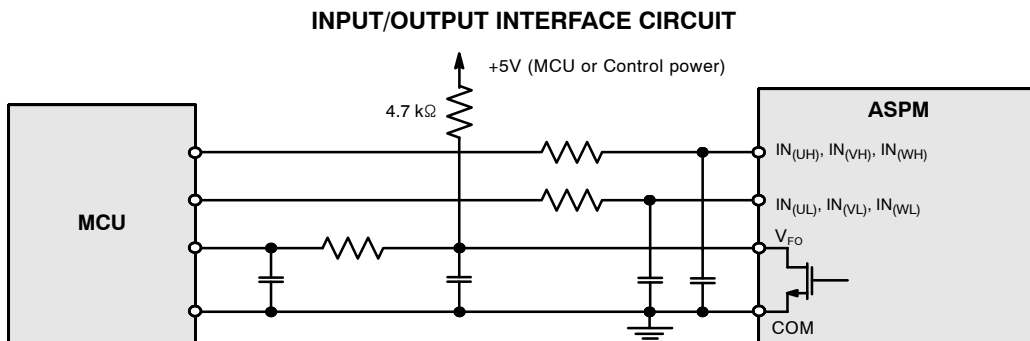 INPUT/OUTPUT INTERFACE CIRCUIT
+5V (MCU or Control power)
4.7 kΩ
ASPM
IN(UH), IN(VH), IN(WH)
IN(UL), IN(VL), IN(WL)
MCU
VFO
COM